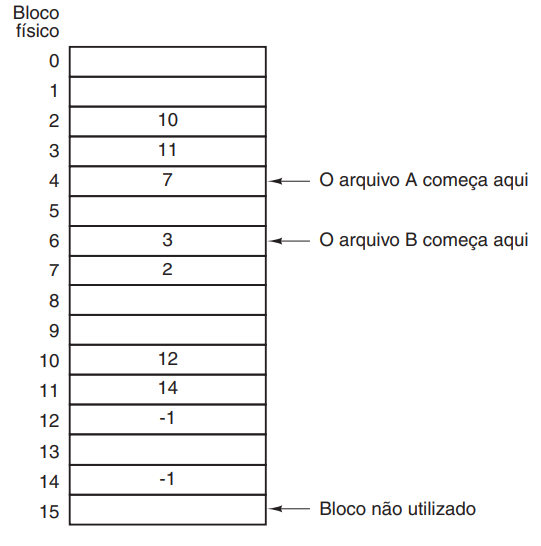 Bloco
físico
0
1
2 10
3 11
4 7 O arquivo A começa aqui
5
6 3 O arquivo B começa aqui
7 2
8
9
10 12
11 14
12 -1
13
14 -1
15 Bloco não utilizado